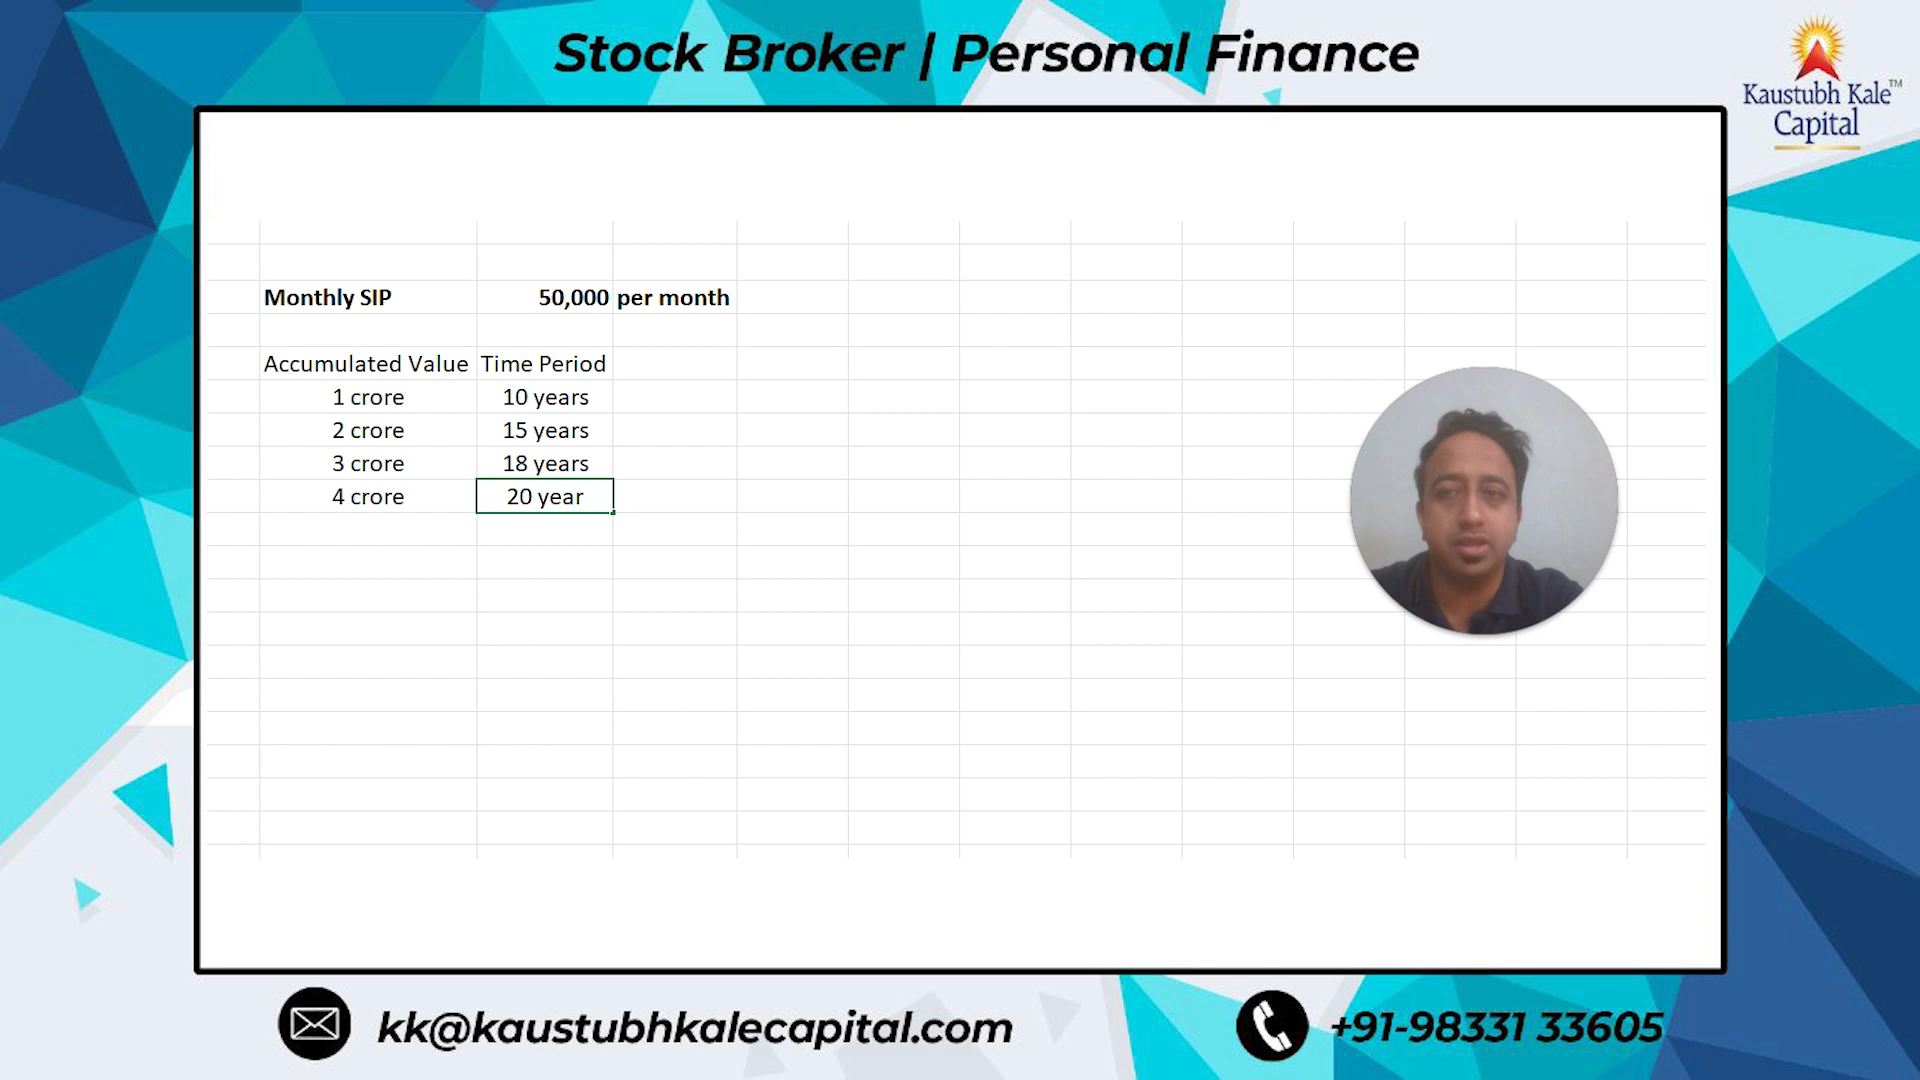 Stock Broker | Personal Finance
Kaustubh Kale™
Capital
Monthly SIP 50,000 per month
Accumulated Value Time Period
1 crore 10 years
2 crore 15 years
3 crore 18 years
4 crore 20 year
kk@kaustubhkalecapital.com
+91-98331 33605